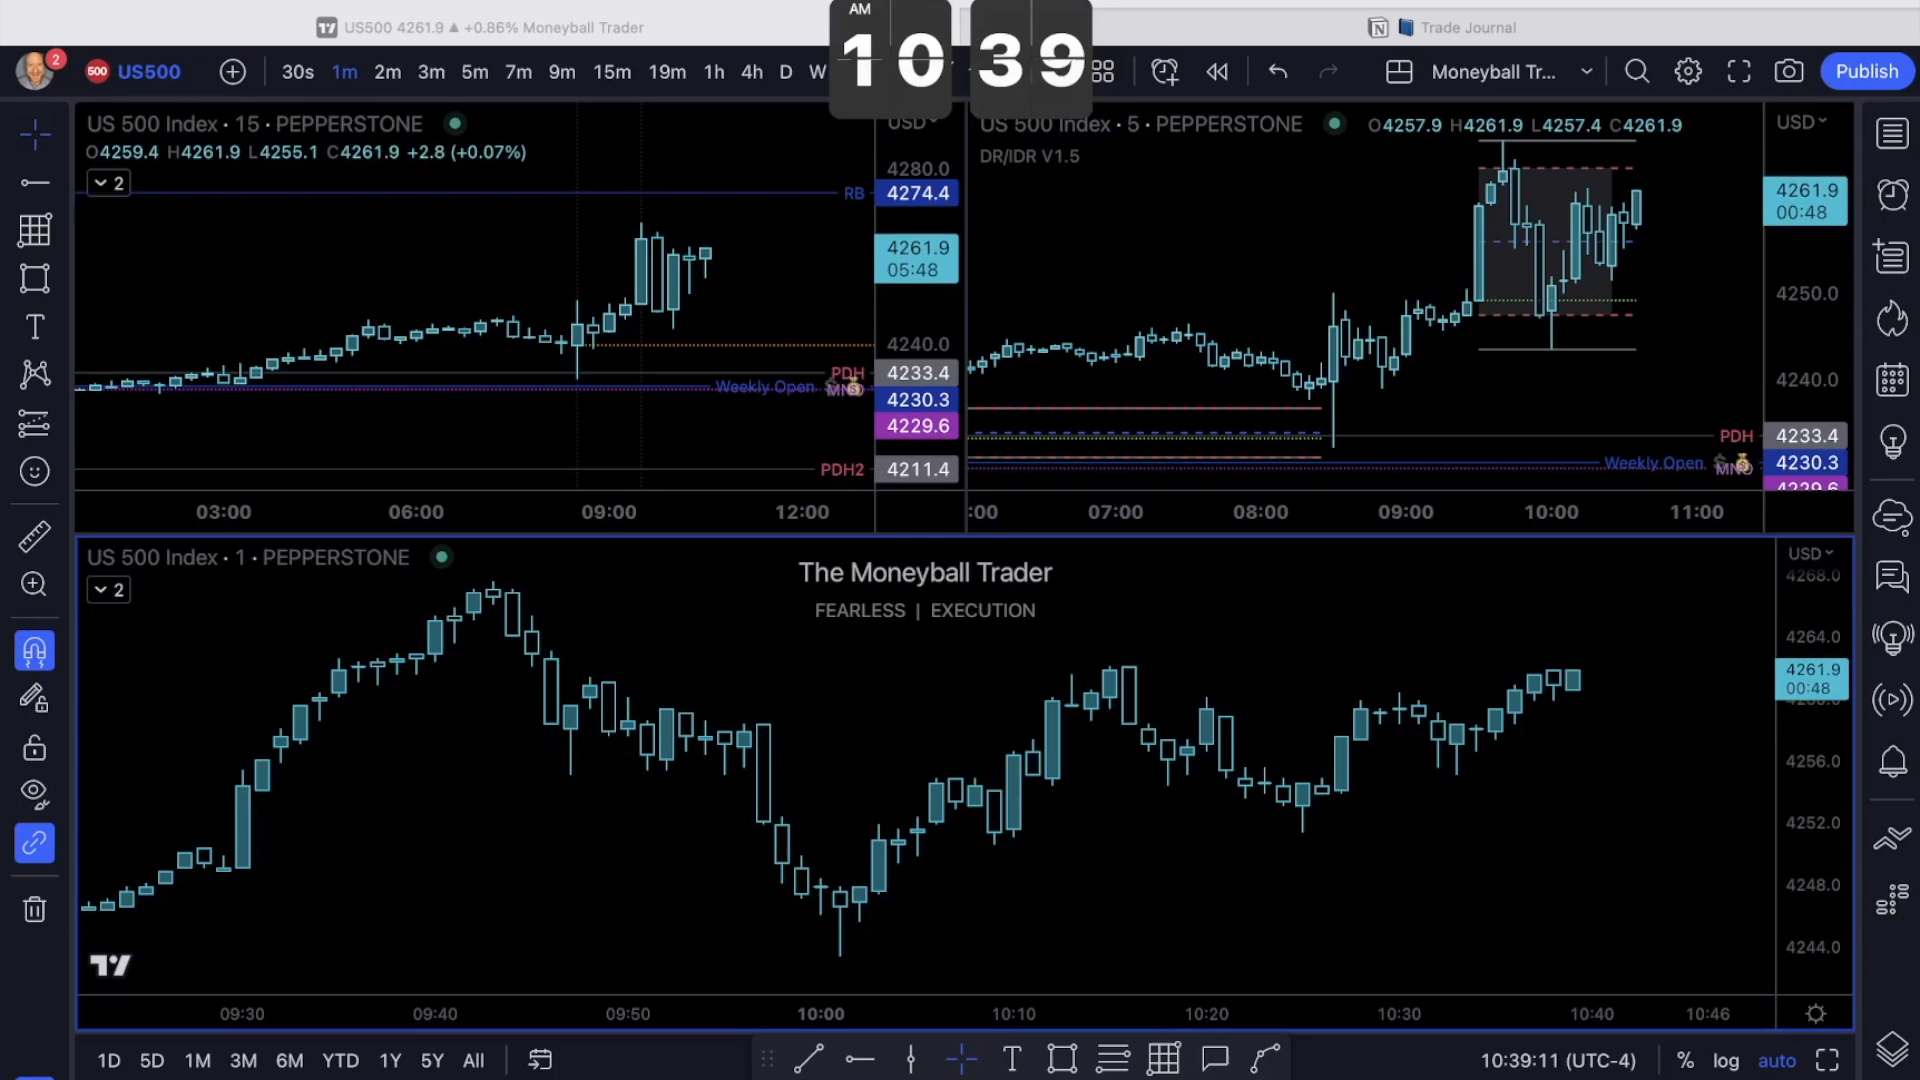 US500 4261.9 ▲ +0.86% Moneyball Trader
Trade Journal
AM
10 39
2
500 US500
30s 1m 2m 3m 5m 7m 9m 15m 19m 1h 4h D W
Moneyball Tr...
Publish
US 500 Index · 15 · PEPPERSTONE
O4259.4 H4261.9 L4255.1 C4261.9 +2.8 (+0.07%)
2
USD
4280.0
RB 4274.4
4261.9
05:48
4240.0
PDH 4233.4
Weekly Open 4230.3
MNO 4229.6
PDH2 4211.4
03:00 06:00 09:00 12:00
US 500 Index · 5 · PEPPERSTONE
O4257.9 H4261.9 L4257.4 C4261.9
DR/IDR V1.5
USD
4261.9
00:48
4250.0
4240.0
PDH 4233.4
Weekly Open 4230.3
MNO 4229.6
:00 07:00 08:00 09:00 10:00 11:00
US 500 Index · 1 · PEPPERSTONE
2
The Moneyball Trader
FEARLESS | EXECUTION
USD
4268.0
4264.0
4261.9
00:48
4256.0
4252.0
4248.0
4244.0
09:30 09:40 09:50 10:00 10:10 10:20 10:30 10:40 10:46
1D 5D 1M 3M 6M YTD 1Y 5Y All
10:39:11 (UTC-4) % log auto